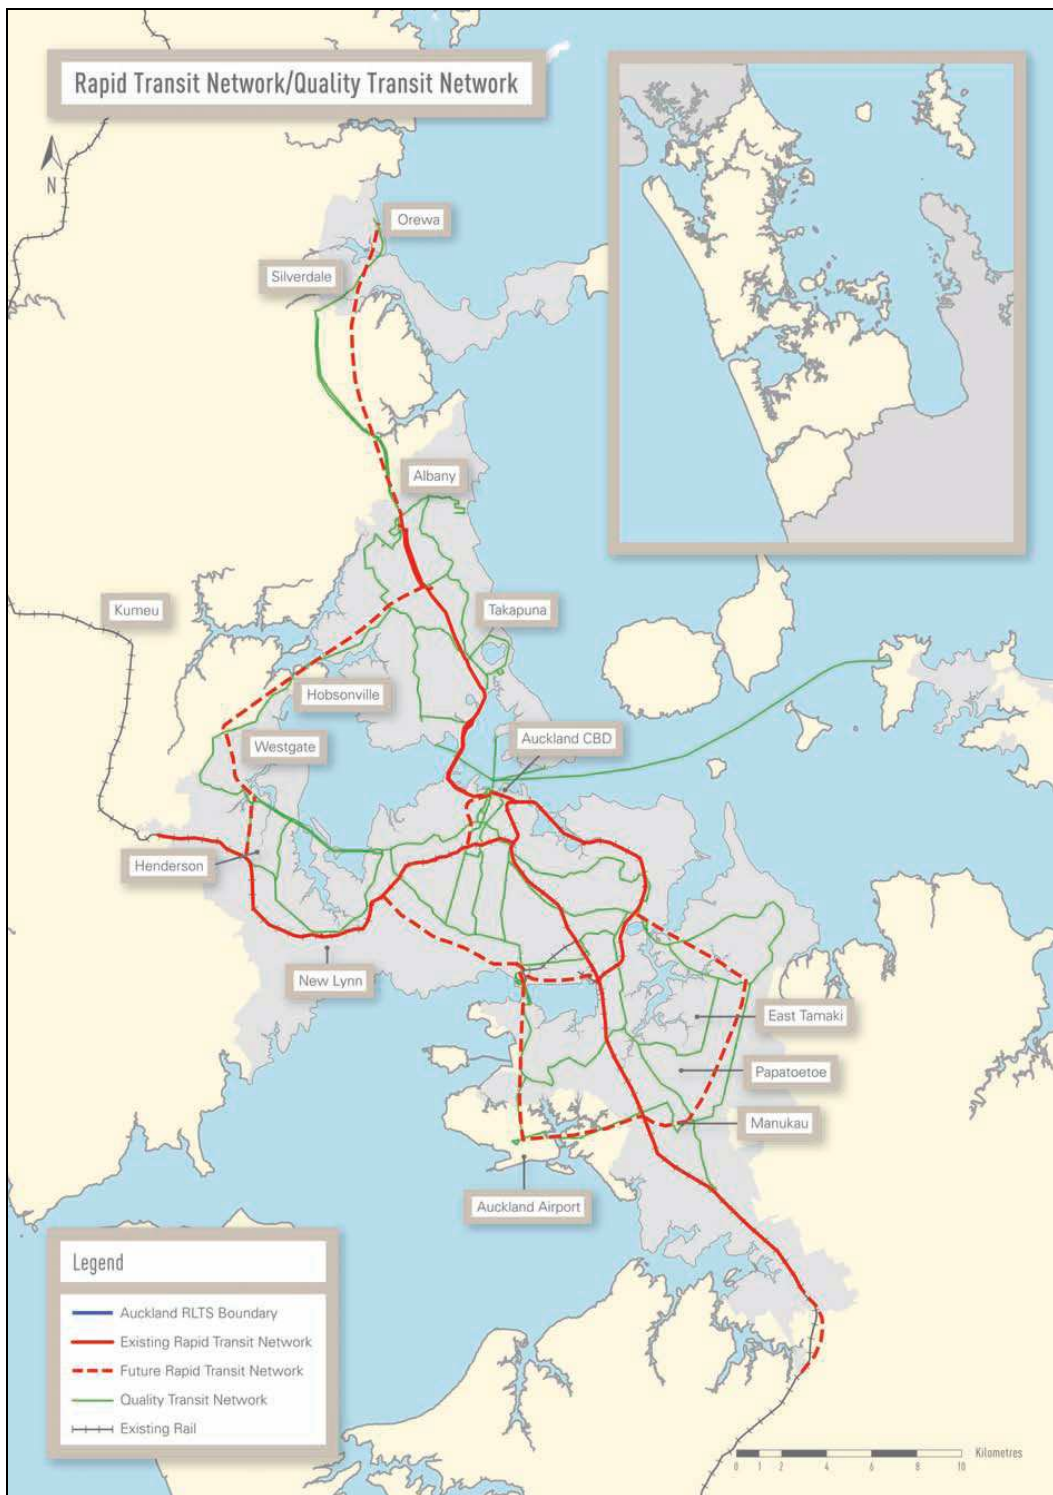 Rapid Transit Network/Quality Transit Network
N
Orewa
Silverdale
Albany
Kumeu
Takapuna
Hobsonville
Auckland CBD
Westgate
Henderson
New Lynn
East Tamaki
Papatoetoe
Manukau
Auckland Airport
Legend
Auckland RLTS Boundary
Existing Rapid Transit Network
Future Rapid Transit Network
Quality Transit Network
Existing Rail
Kilometres
0 1 2 4 6 8 10